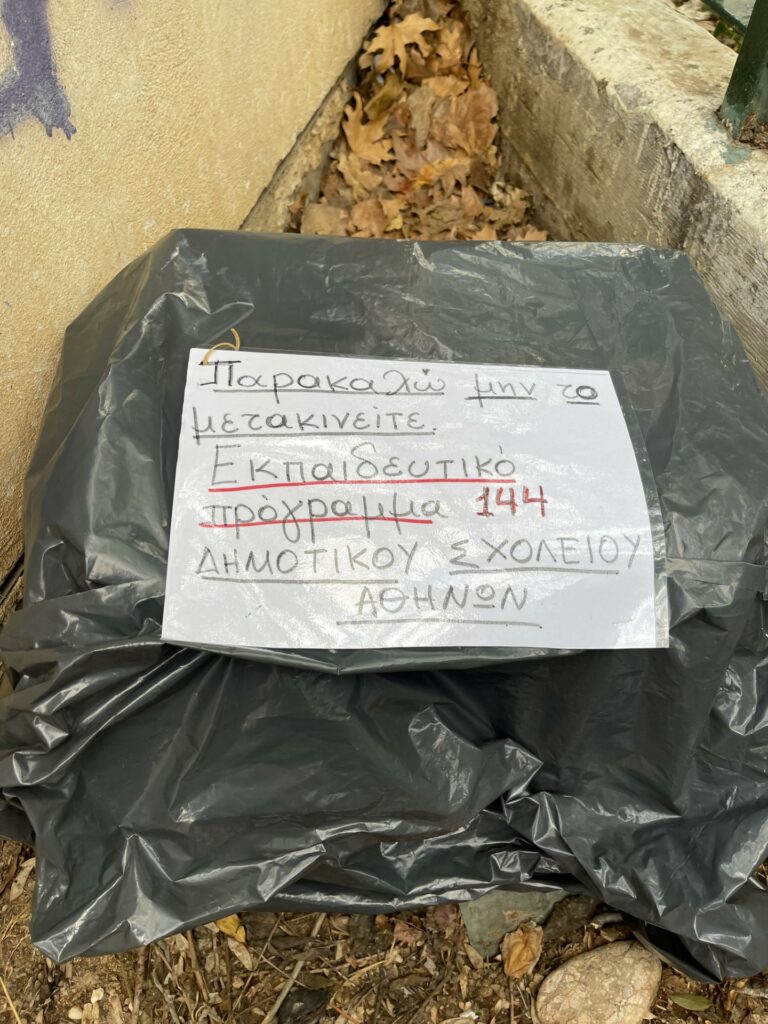 Παρακαλώ μην το
μετακινείτε.
Εκπαιδευτικό
πρόγραμμα 144
ΔΗΜΟΤΙΚΟΥ ΣΧΟΛΕΙΟΥ
ΑΘΗΝΩΝ